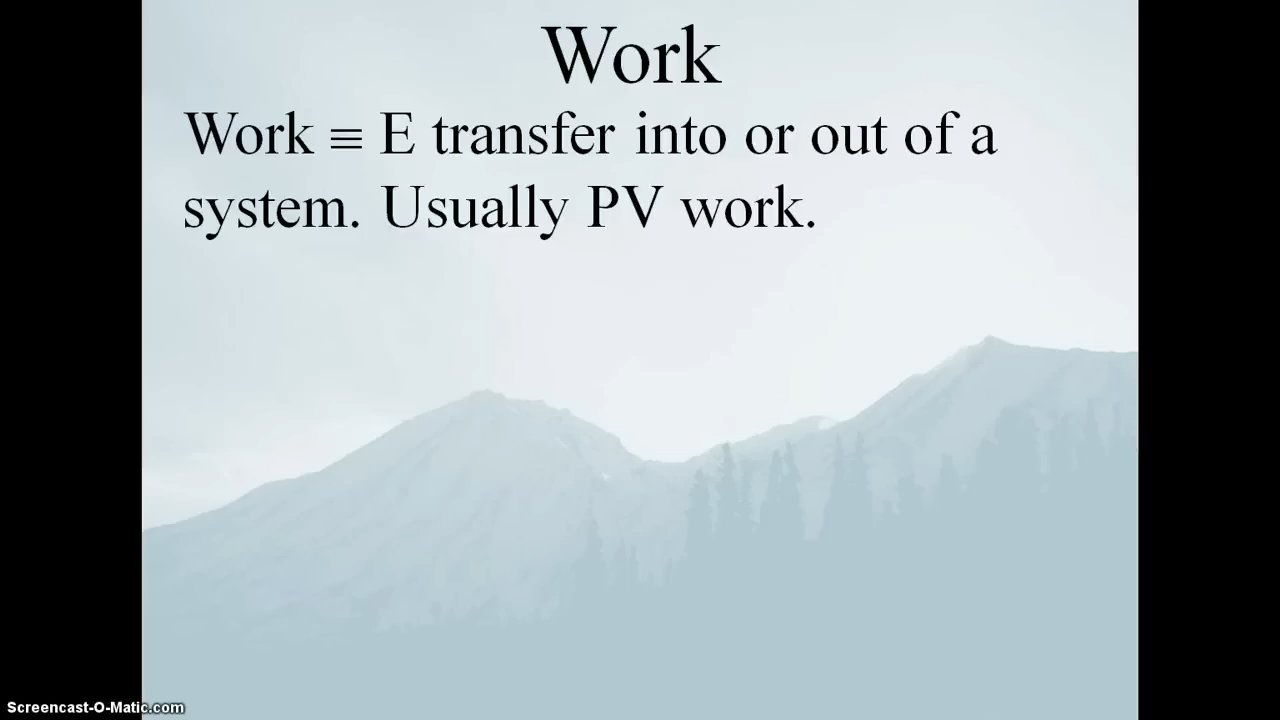 Work
Work ≡ E transfer into or out of a
system. Usually PV work.
Screencast-O-Matic.com